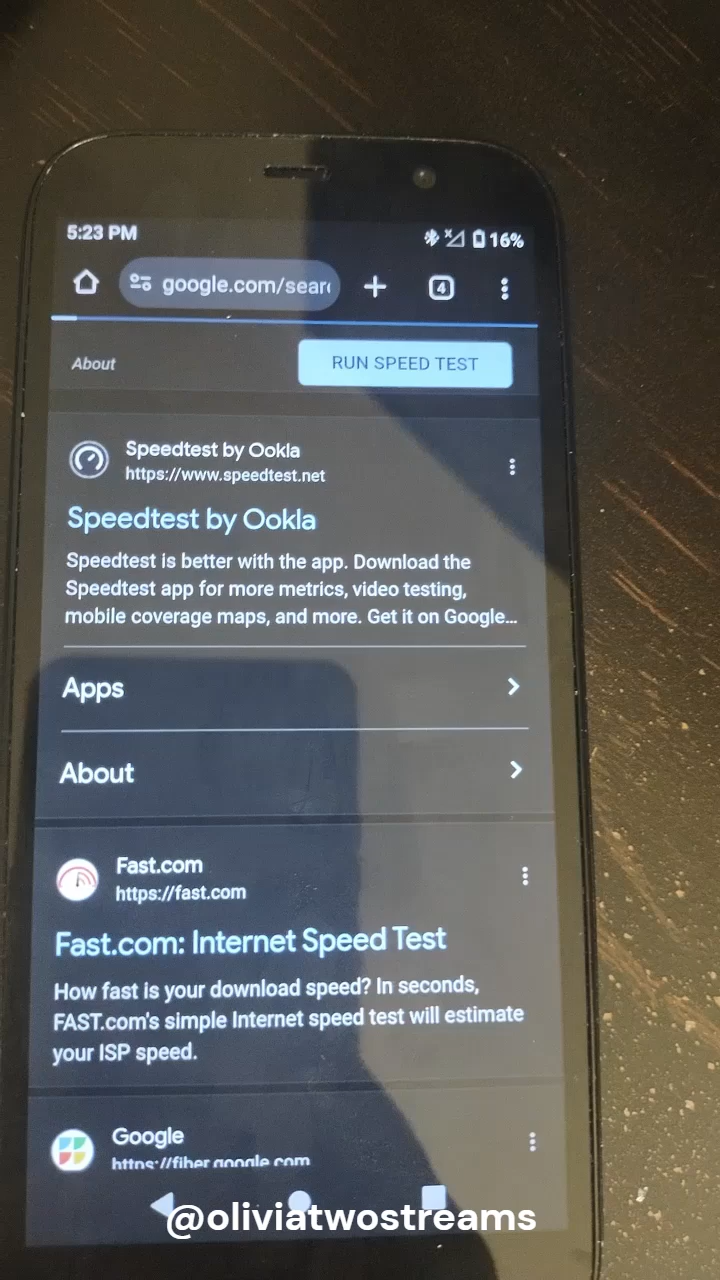 5:23 PM
16%
google.com/sear
4
About
RUN SPEED TEST
Speedtest by Ookla
https://www.speedtest.net
Speedtest by Ookla
Speedtest is better with the app. Download the
Speedtest app for more metrics, video testing,
mobile coverage maps, and more. Get it on Google...
Apps
About
Fast.com
https://fast.com
Fast.com: Internet Speed Test
How fast is your download speed? In seconds,
FAST.com's simple Internet speed test will estimate
your ISP speed.
Google
https://fiber.google.com
@oliviatwostreams